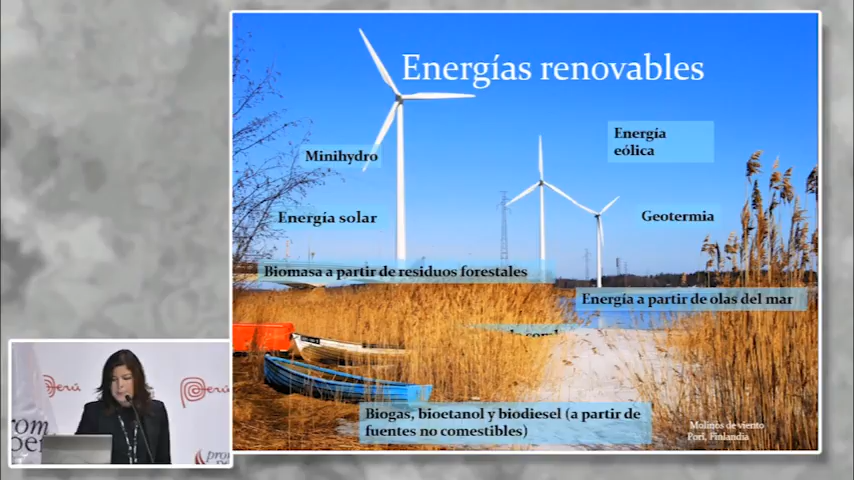 Energías renovables
Minihydro
Energía
eólica
Energía solar
Geotermia
Biomasa a partir de residuos forestales
Energía a partir de olas del mar
Biogas, bioetanol y biodiesel (a partir de
fuentes no comestibles)
Molinos de viento
Pori, Finlandia
Perú
Perú